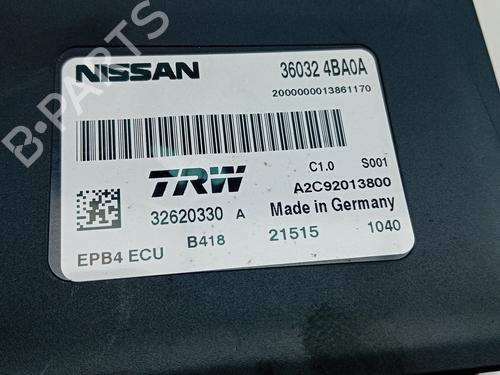 B-PARTS
NISSAN 36032 4BA0A
2000000013861170
C1.0 S001
TRW A2C92013800
32620330 A Made in Germany
EPB4 ECU B418 21515 1040